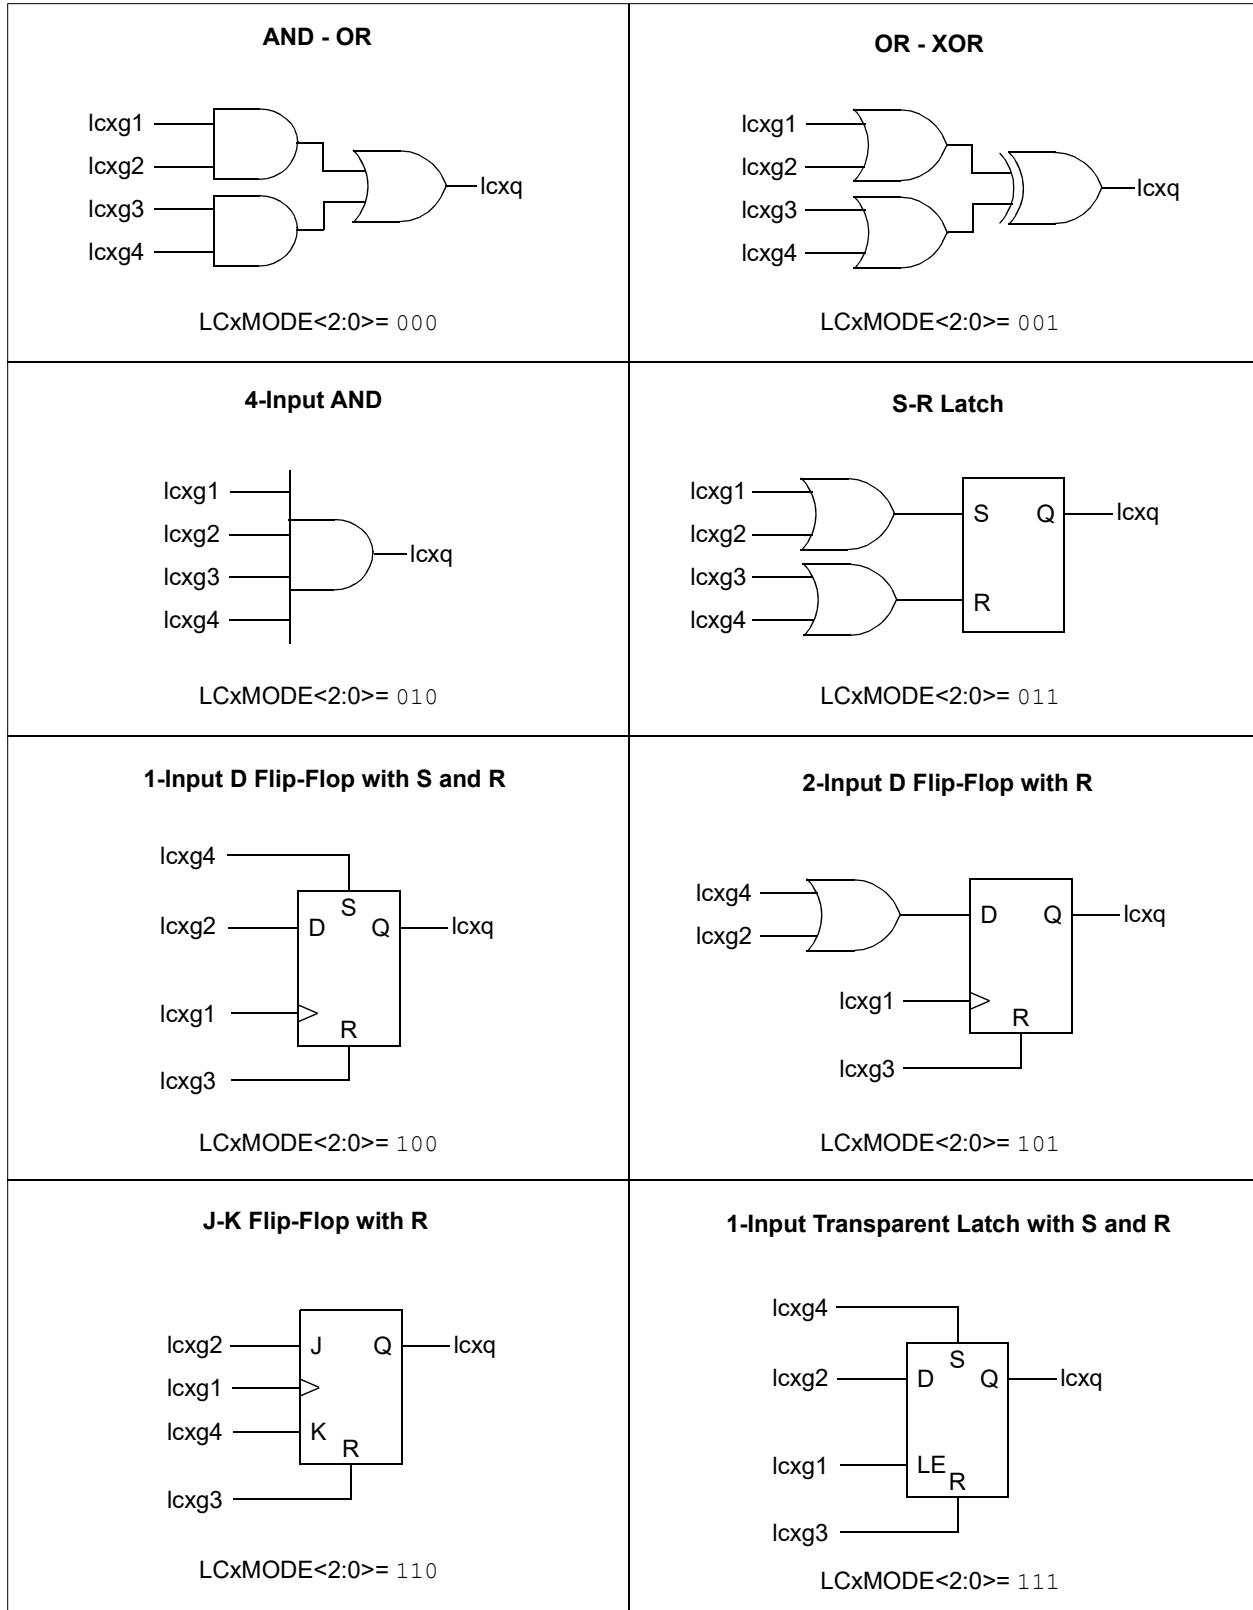 AND - OR
lcxg1
lcxg2
lcxg3
lcxg4
lcxq
LCxMODE<2:0>= 000
OR - XOR
lcxg1
lcxg2
lcxg3
lcxg4
lcxq
LCxMODE<2:0>= 001
4-Input AND
lcxg1
lcxg2
lcxg3
lcxg4
lcxq
LCxMODE<2:0>= 010
S-R Latch
lcxg1
lcxg2
lcxg3
lcxg4
S
Q
R
lcxq
LCxMODE<2:0>= 011
1-Input D Flip-Flop with S and R
lcxg4
S
lcxg2
D
Q
lcxq
lcxg1
R
lcxg3
LCxMODE<2:0>= 100
2-Input D Flip-Flop with R
lcxg4
lcxg2
D
Q
lcxq
lcxg1
R
lcxg3
LCxMODE<2:0>= 101
J-K Flip-Flop with R
lcxg2
J
Q
lcxq
lcxg1
lcxg4
K
R
lcxg3
LCxMODE<2:0>= 110
1-Input Transparent Latch with S and R
lcxg4
S
lcxg2
D
Q
lcxq
lcxg1
LE
R
lcxg3
LCxMODE<2:0>= 111